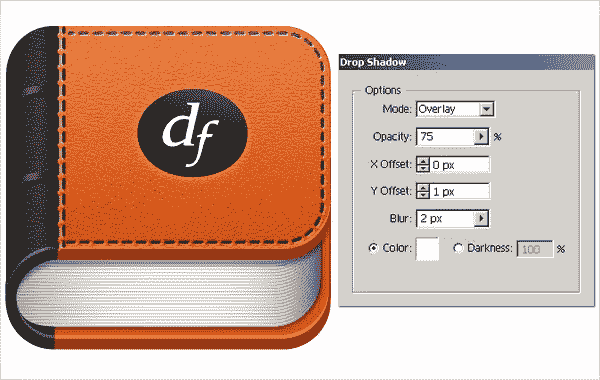 df
Drop Shadow
Options
Mode: Overlay
Opacity: 75 %
X Offset: 0 px
Y Offset: 1 px
Blur: 2 px
Color: Darkness: 100 %